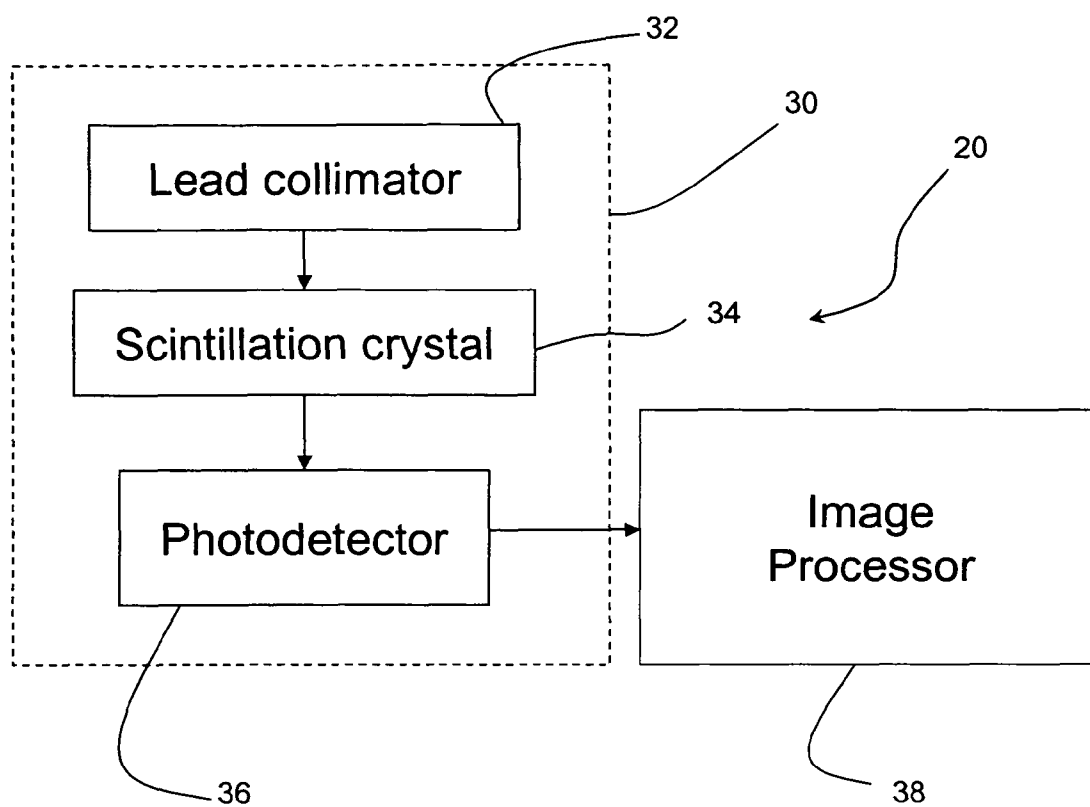 32
Lead collimator
30
20
Scintillation crystal
34
Photodetector
Image
Processor
36
38